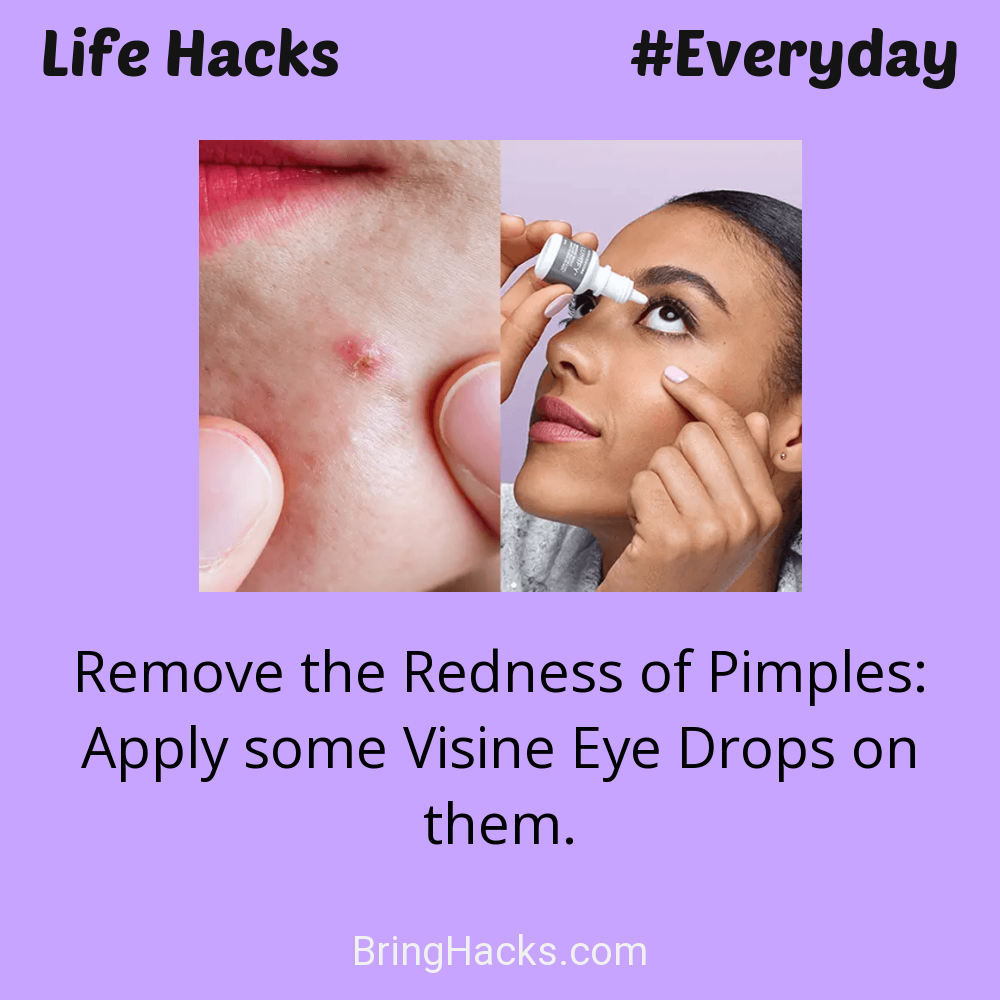 Life Hacks
#Everyday
Remove the Redness of Pimples:
Apply some Visine Eye Drops on
them.
BringHacks.com